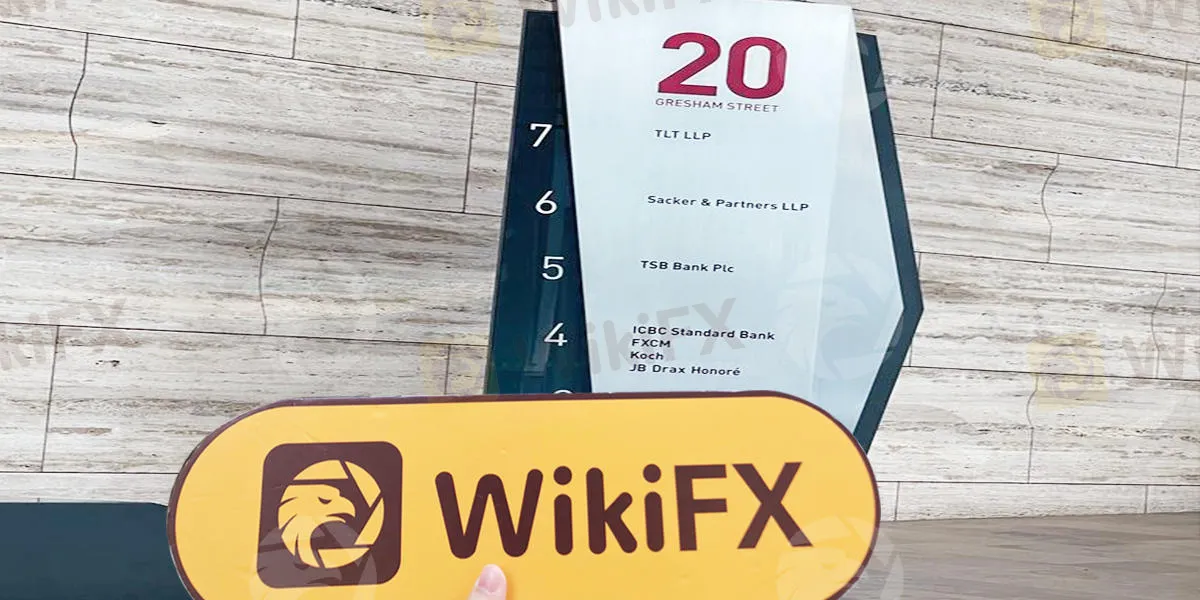 20
GRESHAM STREET
7 TLT LLP
6 Sacker & Partners LLP
5 TSB Bank Plc
4 ICBC Standard Bank
FXCM
Koch
JB Drax Honoré
WikiFX